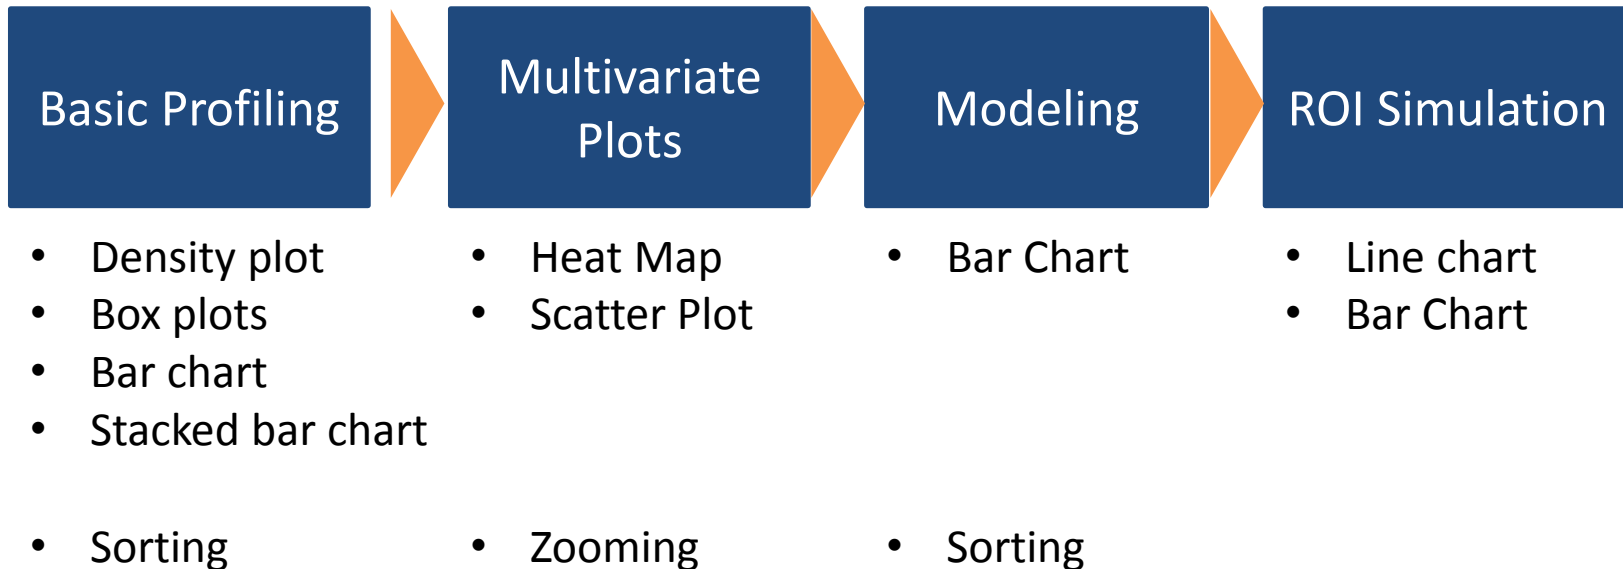 Basic Profiling
Multivariate
Plots
Modeling
ROI Simulation
• Density plot
• Box plots
• Bar chart
• Stacked bar chart
• Sorting
• Heat Map
• Scatter Plot
• Zooming
• Bar Chart
• Sorting
• Line chart
• Bar Chart